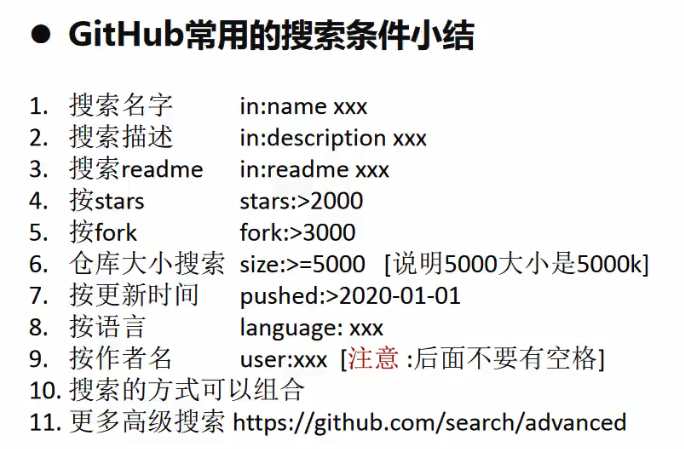 ● GitHub常用的搜索条件小结
1. 搜索名字 in:name xxx
2. 搜索描述 in:description xxx
3. 搜索readme in:readme xxx
4. 按stars stars:>2000
5. 按fork fork:>3000
6. 仓库大小搜索 size:>=5000 [说明5000大小是5000k]
7. 按更新时间 pushed:>2020-01-01
8. 按语言 language: xxx
9. 按作者名 user:xxx [注意 :后面不要有空格]
10. 搜索的方式可以组合
11. 更多高级搜索 https://github.com/search/advanced